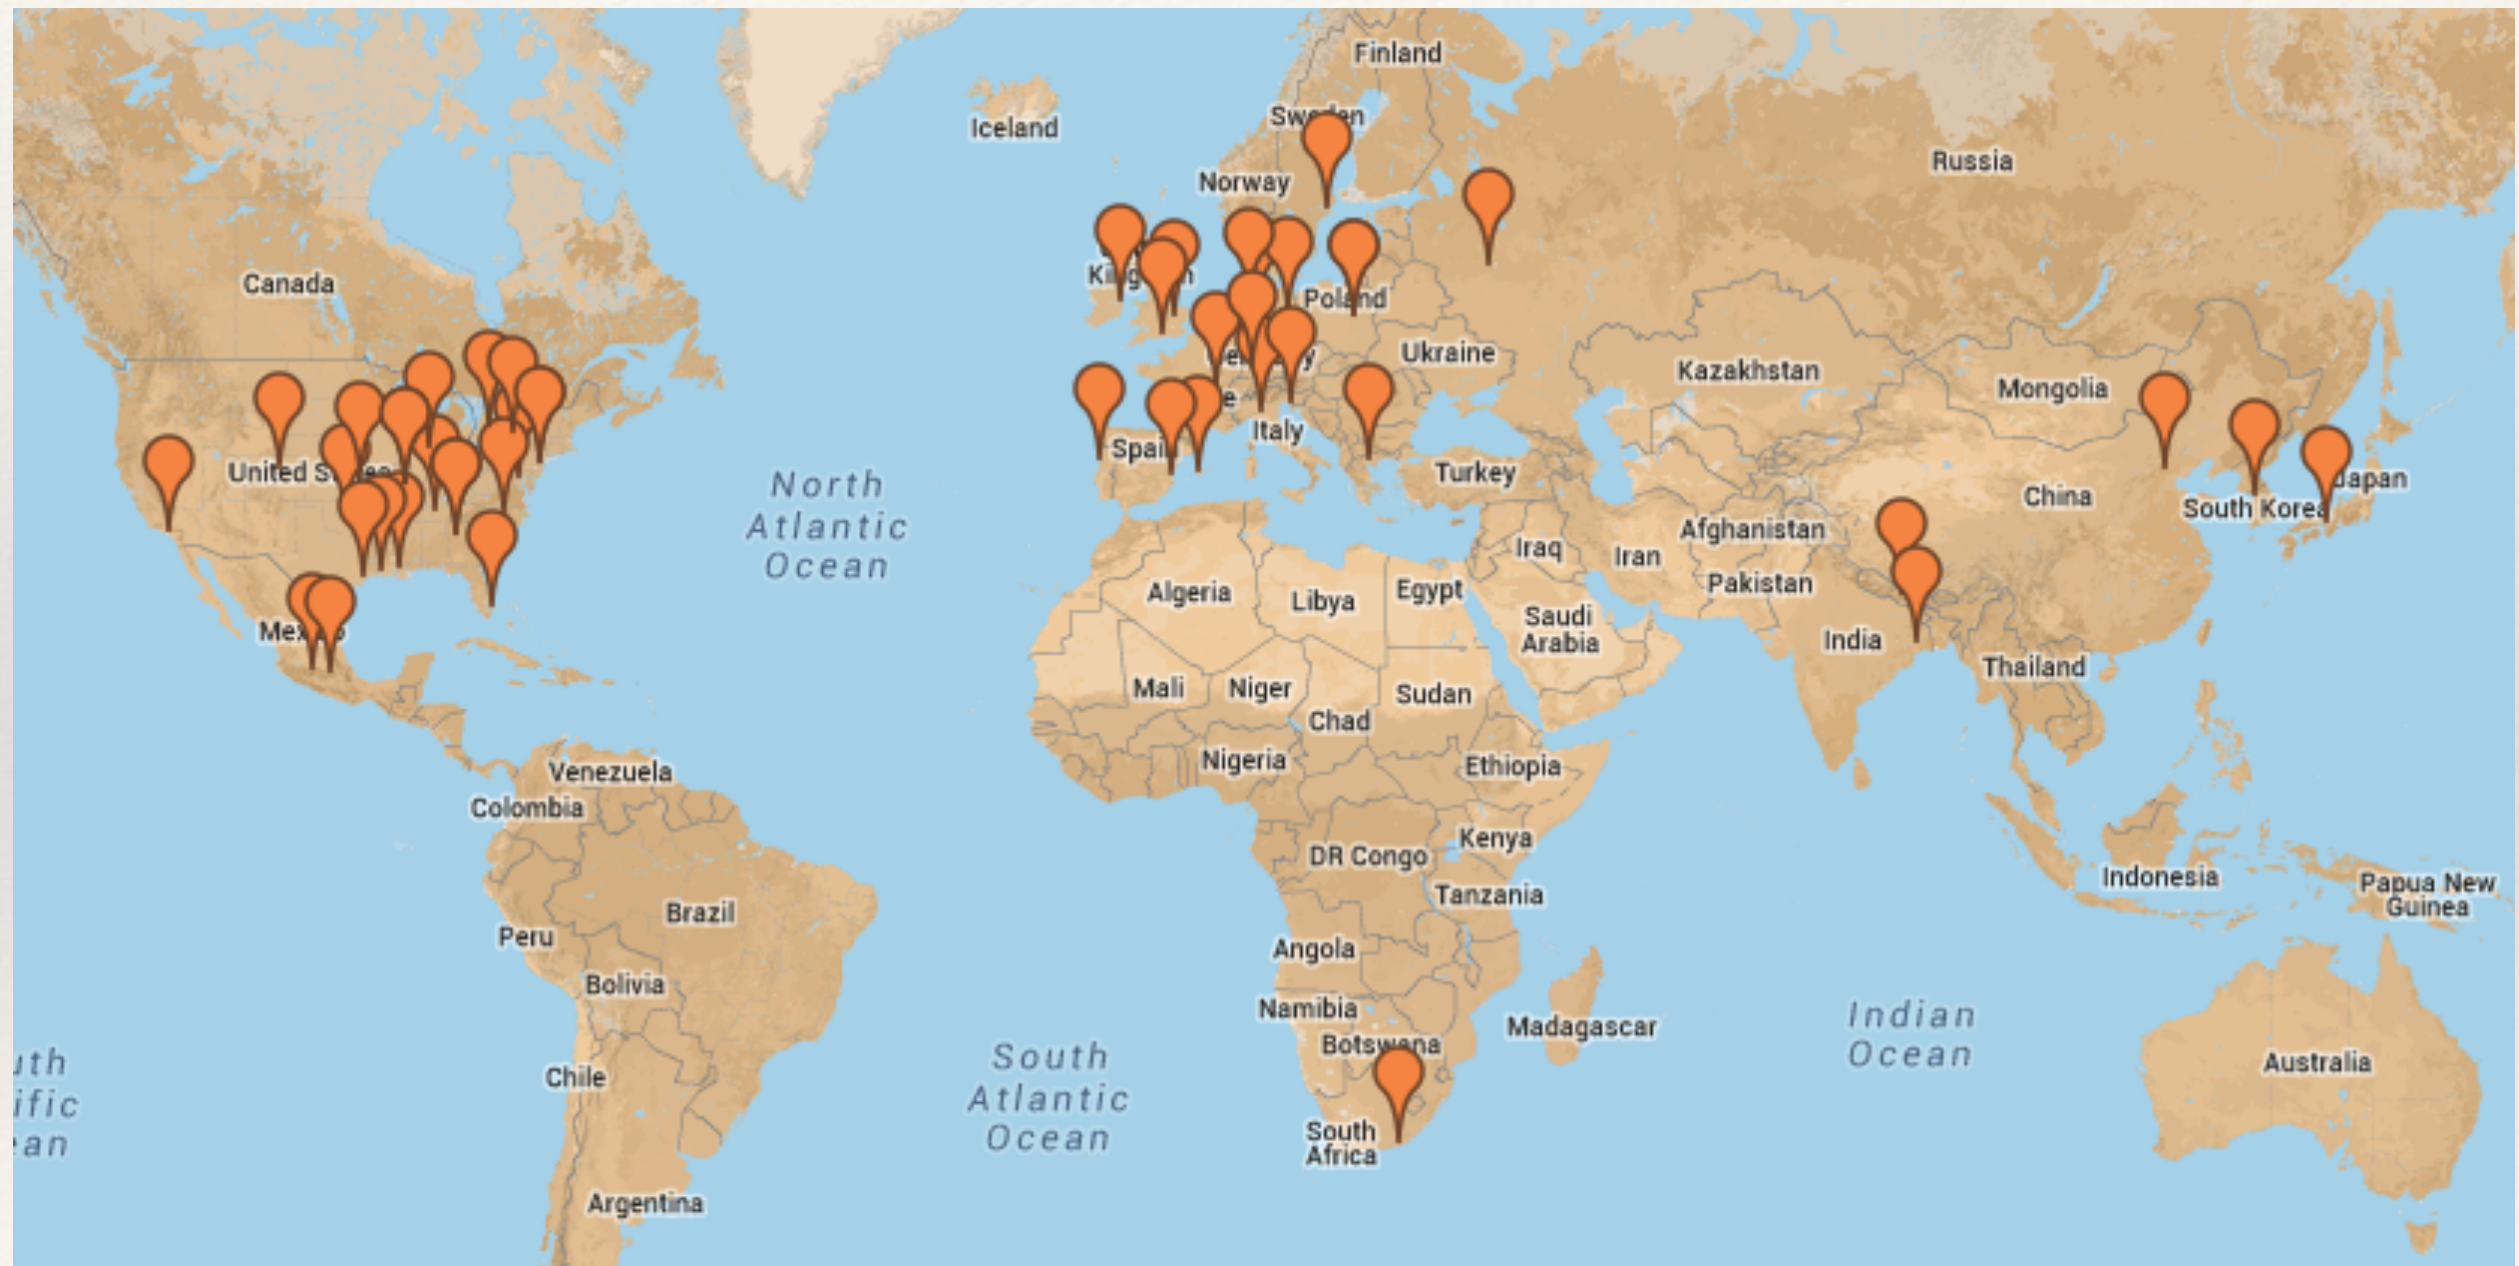 Finland
Iceland
Norway
Russia
Canada
Poland
Ukraine
Kazakhstan
Mongolia
Italy
Turkey
China
Japan
South Korea
North
Atlantic
Ocean
Afghanistan
Iraq
Iran
Pakistan
Algeria
Libya
Egypt
Saudi
Arabia
India
Thailand
Mali
Niger
Sudan
Chad
Nigeria
Ethiopia
Venezuela
Colombia
Kenya
DR Congo
Tanzania
Indonesia
Papua New
Guinea
Brazil
Peru
Angola
Bolivia
Namibia
Madagascar
Botswana
Indian
Ocean
Australia
Chile
South
Atlantic
Ocean
South
Africa
Argentina
United
Spain